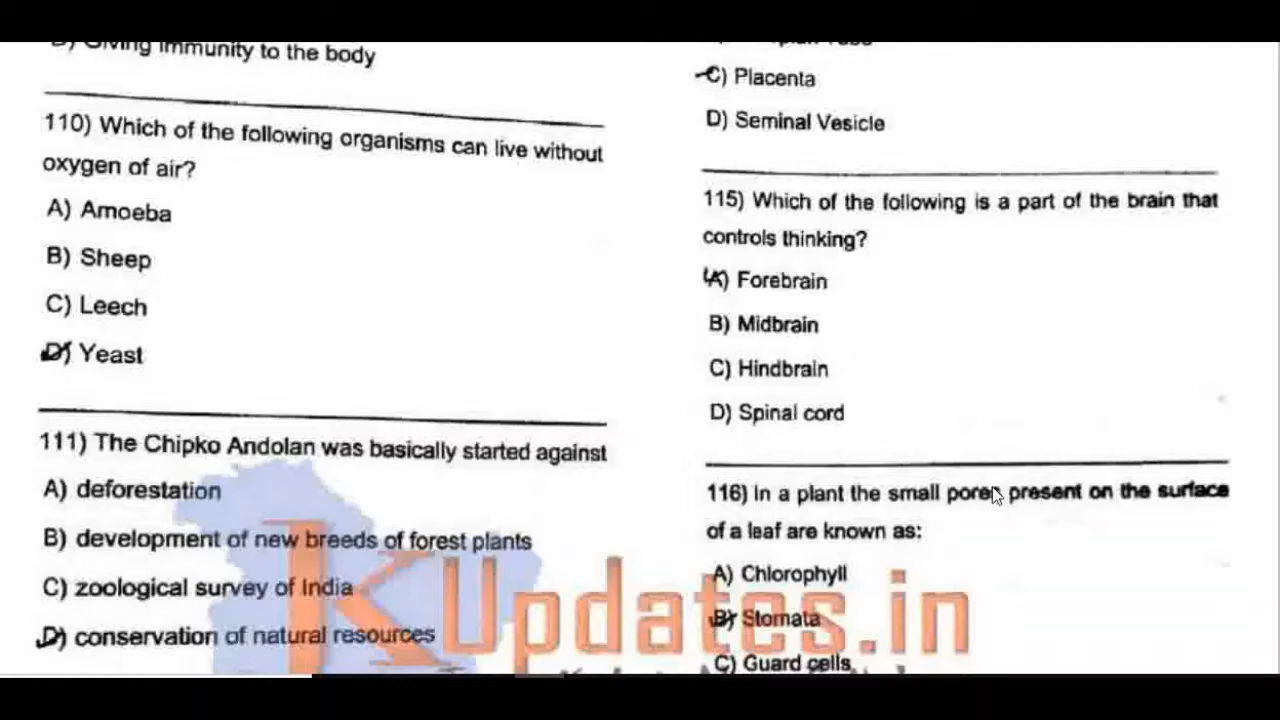 D) Giving immunity to the body
110) Which of the following organisms can live without
oxygen of air?
A) Amoeba
B) Sheep
C) Leech
D) Yeast
111) The Chipko Andolan was basically started against
A) deforestation
B) development of new breeds of forest plants
C) zoological survey of India
D) conservation of natural resources
C) Placenta
D) Seminal Vesicle
115) Which of the following is a part of the brain that
controls thinking?
A) Forebrain
B) Midbrain
C) Hindbrain
D) Spinal cord
116) In a plant the small pores present on the surface
of a leaf are known as:
A) Chlorophyll
B) Stomata
C) Guard cells
KUpdates.in